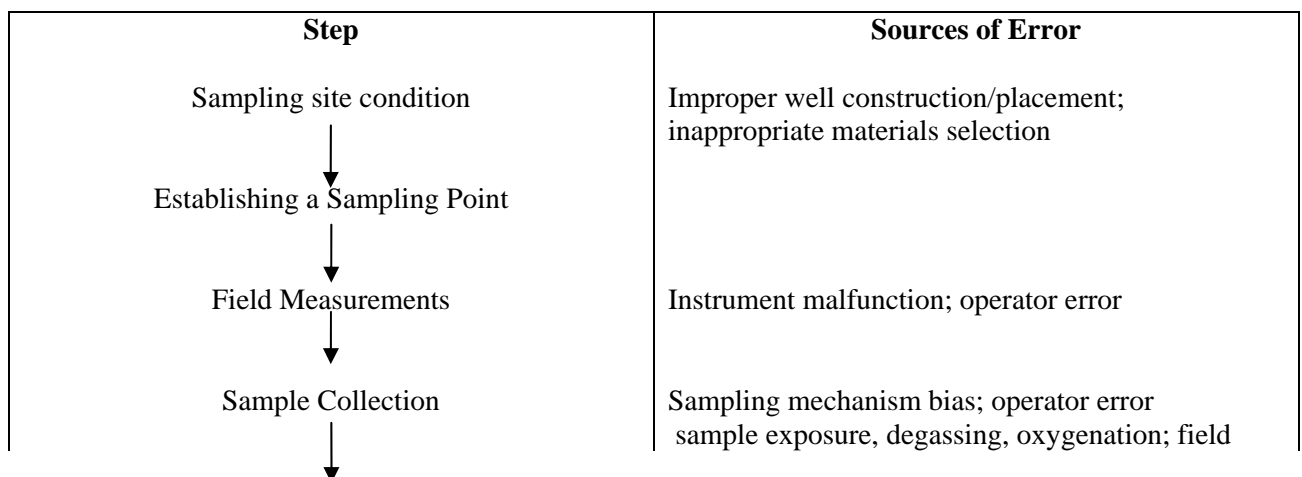 Step
Sources of Error
Sampling site condition
Improper well construction/placement;
inappropriate materials selection
Establishing a Sampling Point
Field Measurements
Instrument malfunction; operator error
Sample Collection
Sampling mechanism bias; operator error
sample exposure, degassing, oxygenation; field